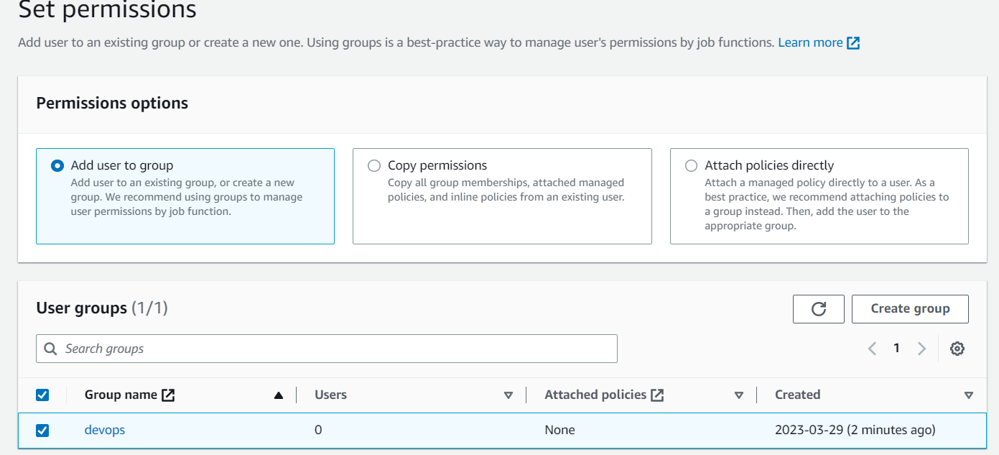 Set permissions
Add user to an existing group or create a new one. Using groups is a best-practice way to manage user's permissions by job functions. Learn more
Permissions options
Add user to group
Add user to an existing group, or create a new
group. We recommend using groups to manage
user permissions by job function.
Copy permissions
Copy all group memberships, attached managed
policies, and inline policies from an existing user.
Attach policies directly
Attach a managed policy directly to a user. As a
best practice, we recommend attaching policies to
a group instead. Then, add the user to the
appropriate group.
User groups (1/1)
Create group
Search groups
1
Group name Users Attached policies Created
devops 0 None 2023-03-29 (2 minutes ago)